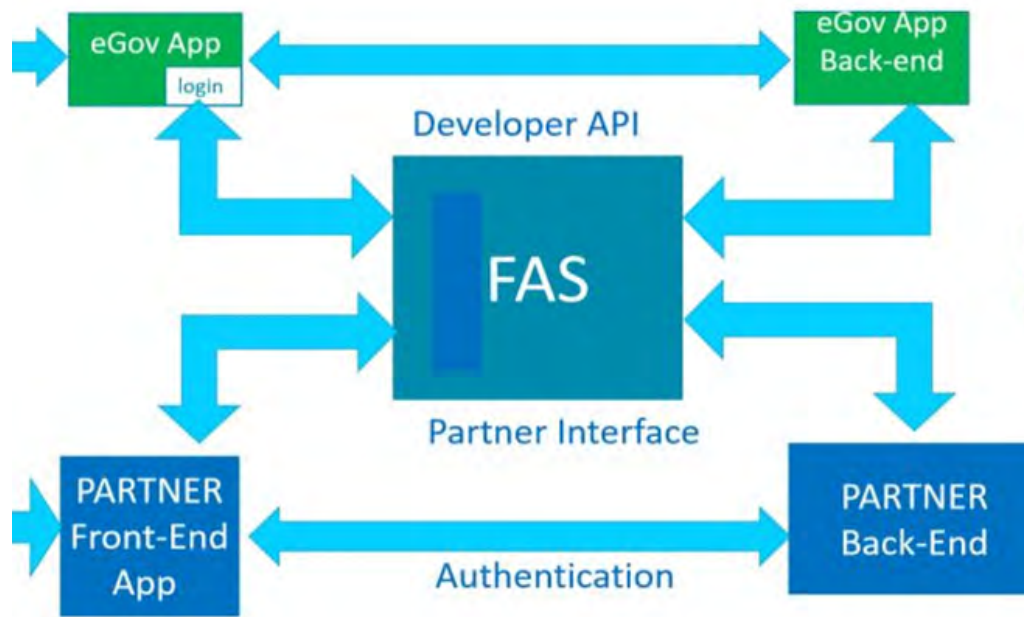 eGov App
login
eGov App
Back-end
Developer API
FAS
Partner Interface
PARTNER
Front-End
App
PARTNER
Back-End
Authentication